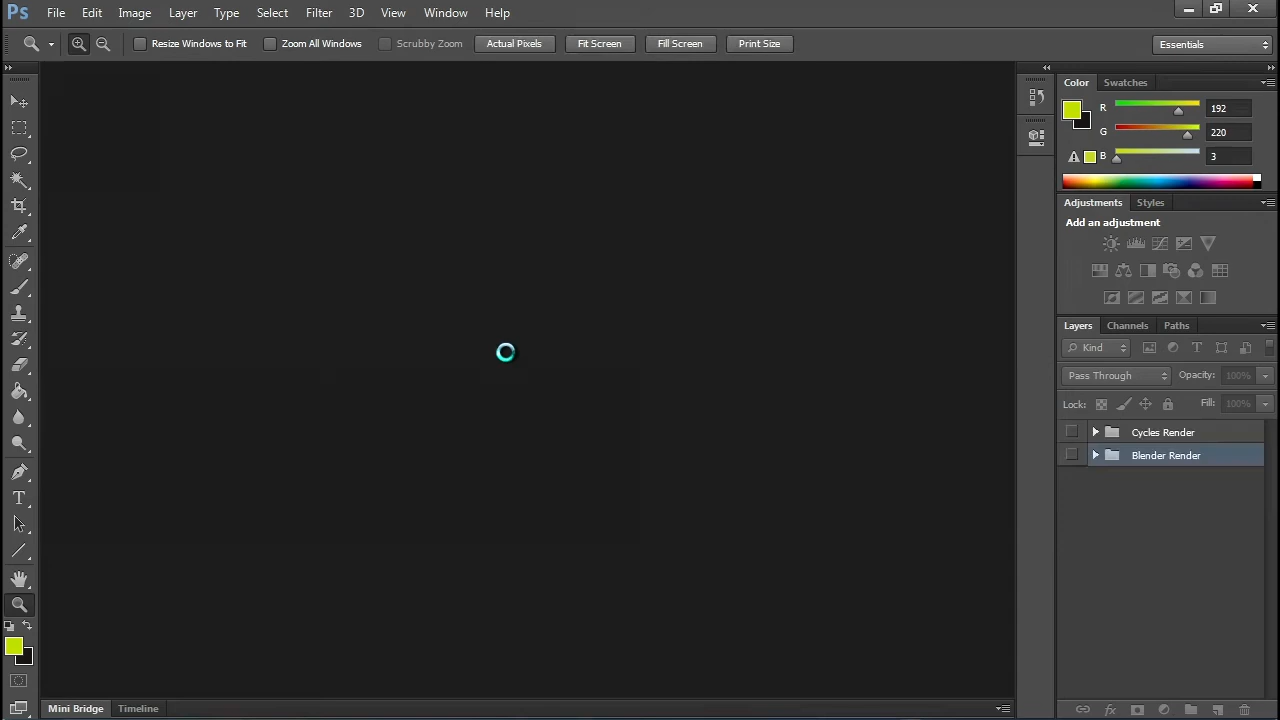 Ps File Edit Image Layer Type Select Filter 3D View Window Help
Resize Windows to Fit Zoom All Windows Scrubby Zoom Actual Pixels Fit Screen Fill Screen Print Size Essentials
Color Swatches
R 192
G 220
B 3
Adjustments Styles
Add an adjustment
Layers Channels Paths
Kind T
Pass Through Opacity: 100%
Lock: Fill: 100%
Cycles Render
Blender Render
T
fx
Mini Bridge Timeline